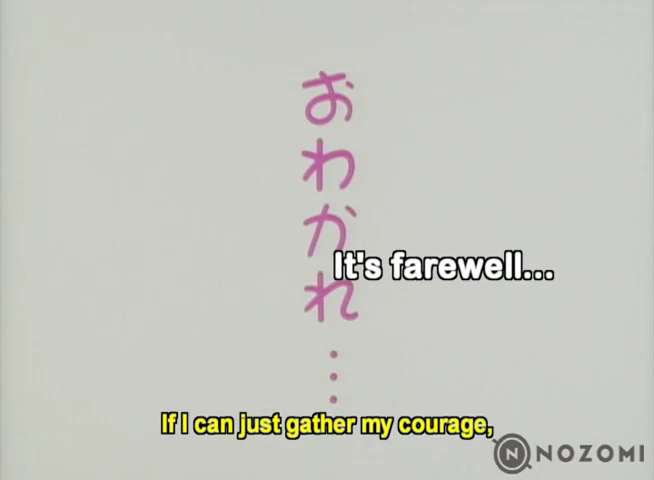 おわかれ…
It's farewell...
If I can just gather my courage,
N NOZOMI